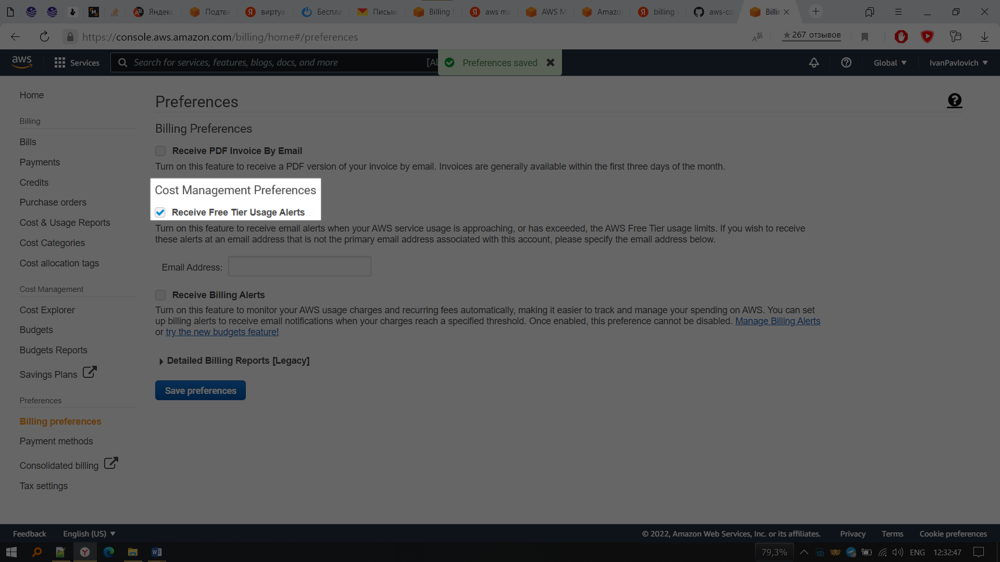 Яндекс
Подтве
виртуа
Беспла
Письмо
Billing
aws ma
AWS M
Amazo
billing
aws-co
Billi
https://console.aws.amazon.com/billing/home#/preferences
267 отзывов
aws
Services
Search for services, features, blogs, docs, and more
[Al
Preferences saved
Global
IvanPavlovich
Home
Billing
Bills
Payments
Credits
Purchase orders
Cost & Usage Reports
Cost Categories
Cost allocation tags
Cost Management
Cost Explorer
Budgets
Budgets Reports
Savings Plans
Preferences
Billing preferences
Payment methods
Consolidated billing
Tax settings
Preferences
Billing Preferences
Receive PDF Invoice By Email
Turn on this feature to receive a PDF version of your invoice by email. Invoices are generally available within the first three days of the month.
Cost Management Preferences
Receive Free Tier Usage Alerts
Turn on this feature to receive email alerts when your AWS service usage is approaching, or has exceeded, the AWS Free Tier usage limits. If you wish to receive
these alerts at an email address that is not the primary email address associated with this account, please specify the email address below.
Email Address:
Receive Billing Alerts
Turn on this feature to monitor your AWS usage charges and recurring fees automatically, making it easier to track and manage your spending on AWS. You can set
up billing alerts to receive email notifications when your charges reach a specified threshold. Once enabled, this preference cannot be disabled. Manage Billing Alerts
or try the new budgets feature!
Detailed Billing Reports [Legacy]
Save preferences
Feedback
English (US)
© 2022, Amazon Web Services, Inc. or its affiliates.
Privacy
Terms
Cookie preferences
79,3%
ENG
12:32:47